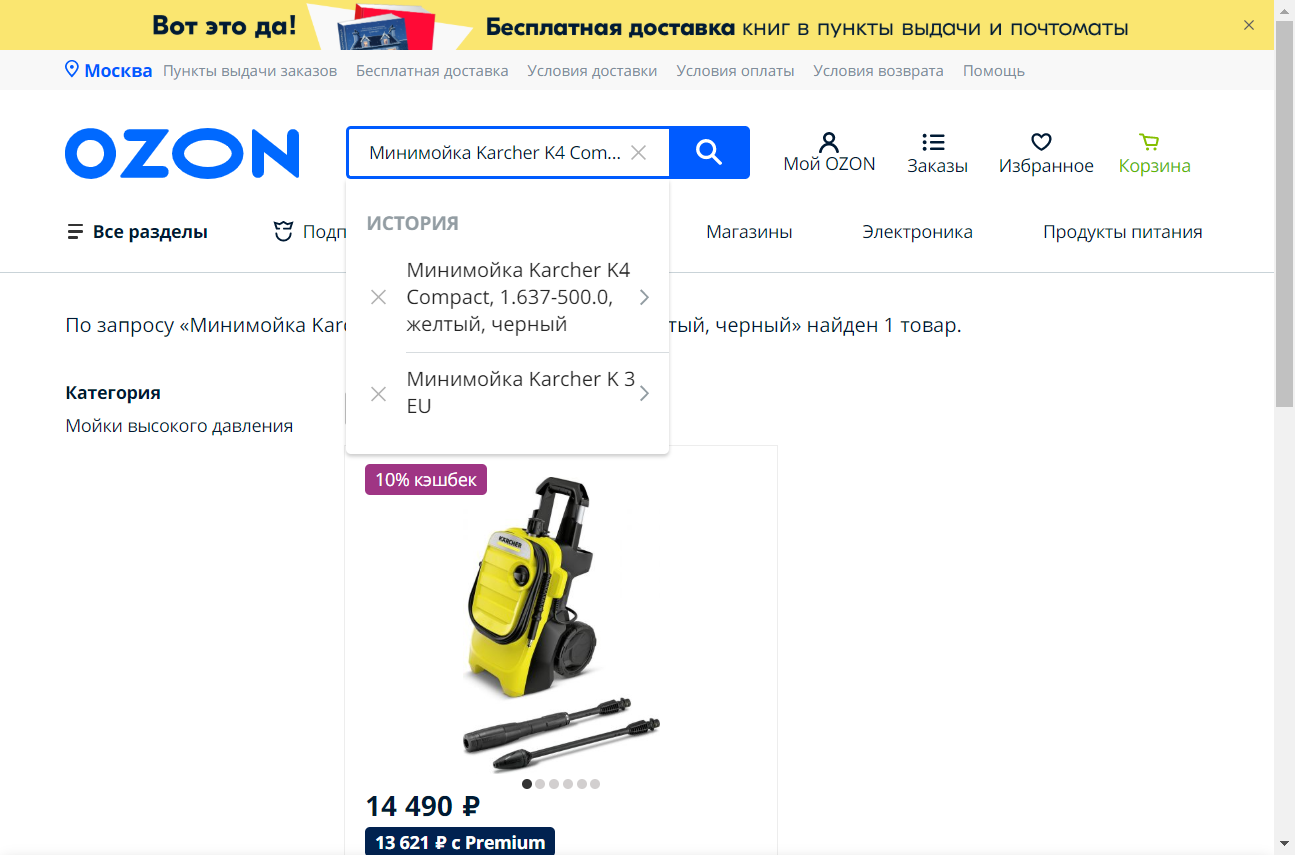 Вот это да! Бесплатная доставка книг в пункты выдачи и почтоматы
Москва Пункты выдачи заказов Бесплатная доставка Условия доставки Условия оплаты Условия возврата Помощь
OZON
Минимойка Karcher K4 Com...
Мой OZON Заказы Избранное Корзина
Все разделы Подп Магазины Электроника Продукты питания
ИСТОРИЯ
Минимойка Karcher K4
Compact, 1.637-500.0,
желтый, черный
Минимойка Karcher K 3
EU
По запросу «Минимойка Karc тый, черный» найден 1 товар.
Категория
Мойки высокого давления
10% кэшбек
KARCHER
14 490 ₽
13 621 ₽ с Premium